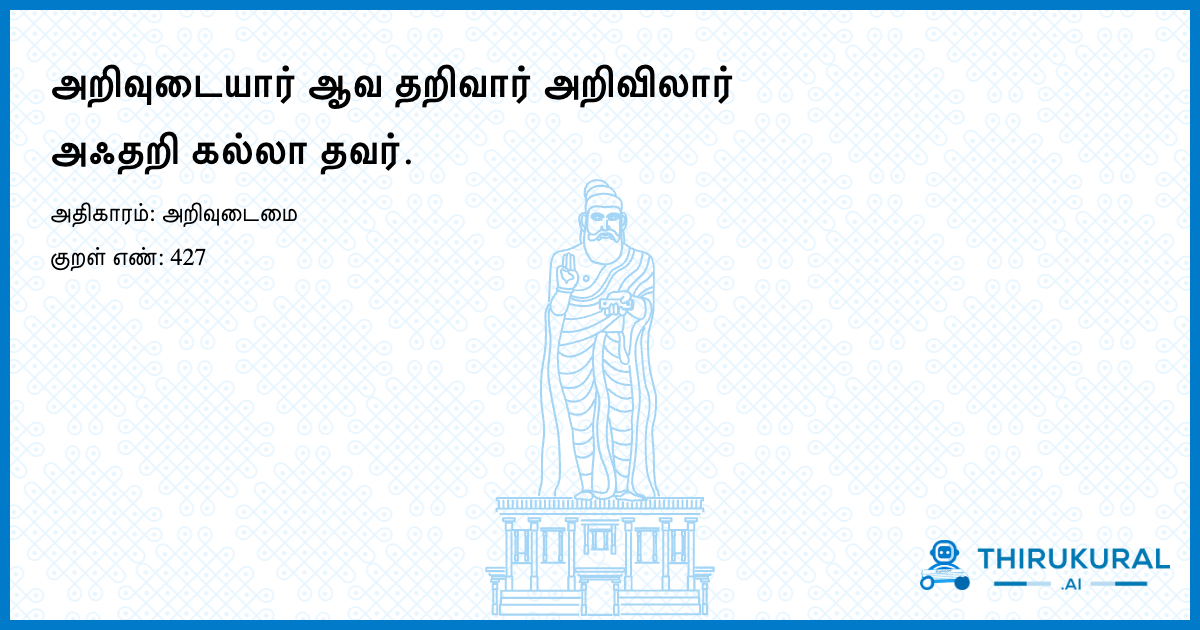 அறிவுடையார் ஆவ தறிவார் அறிவிலார்
அஃதறி கல்லா தவர்.
அதிகாரம்: அறிவுடைமை
குறள் எண்: 427
THIRUKURAL
.AI